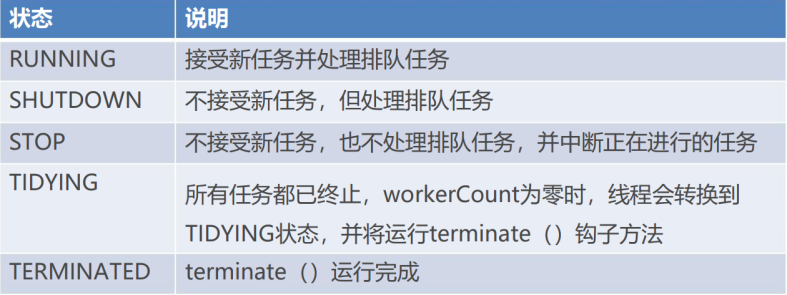 状态 说明
RUNNING 接受新任务并处理排队任务
SHUTDOWN 不接受新任务，但处理排队任务
STOP 不接受新任务，也不处理排队任务，并中断正在进行的任务
TIDYING 所有任务都已终止，workerCount为零时，线程会转换到
TIDYING状态，并将运行terminate（）钩子方法
TERMINATED terminate（）运行完成